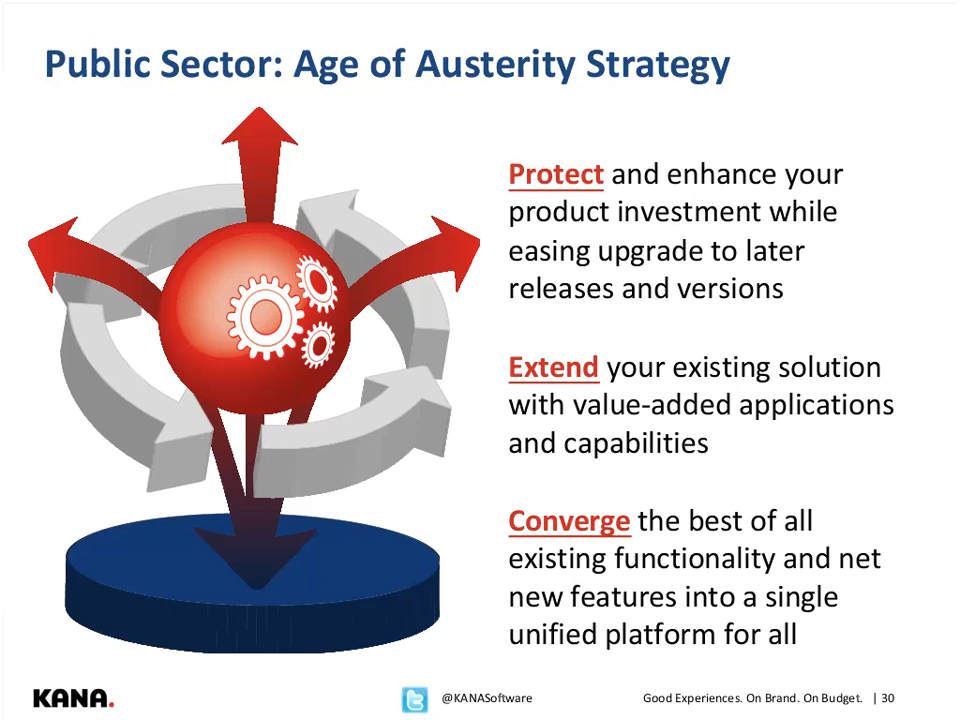 Public Sector: Age of Austerity Strategy
Protect and enhance your
product investment while
easing upgrade to later
releases and versions
Extend your existing solution
with value-added applications
and capabilities
Converge the best of all
existing functionality and net
new features into a single
unified platform for all
KANA.
@KANASoftware
Good Experiences. On Brand. On Budget. | 30